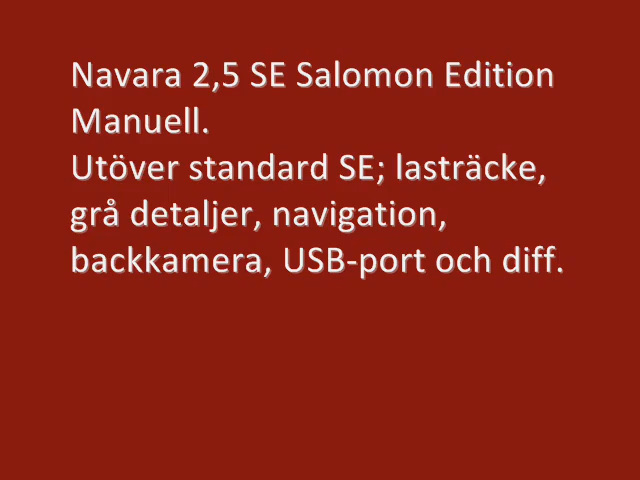 Navara 2,5 SE Salomon Edition
Manuell.
Utöver standard SE; lasträcke,
grå detaljer, navigation,
backkamera, USB-port och diff.